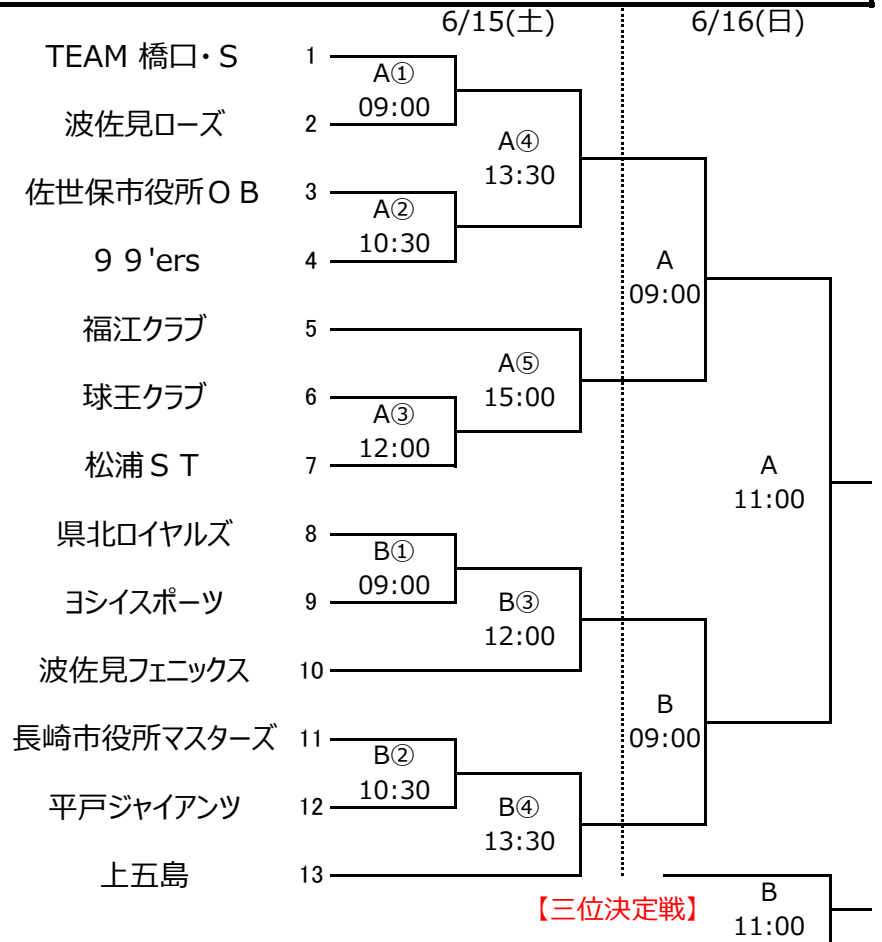 6/15(土) 6/16(日)
TEAM 橋口・S 1
A①
09:00
波佐見ローズ 2
A④
13:30
佐世保市役所ＯＢ 3
A②
10:30
９９'ers 4
A
09:00
福江クラブ 5
A⑤
15:00
球王クラブ 6
A③
12:00
松浦ＳＴ 7
A
11:00
県北ロイヤルズ 8
B①
09:00
ヨシイスポーツ 9
B③
12:00
波佐見フェニックス 10
B
09:00
長崎市役所マスターズ 11
B②
10:30
平戸ジャイアンツ 12
B④
13:30
上五島 13
【三位決定戦】
B
11:00